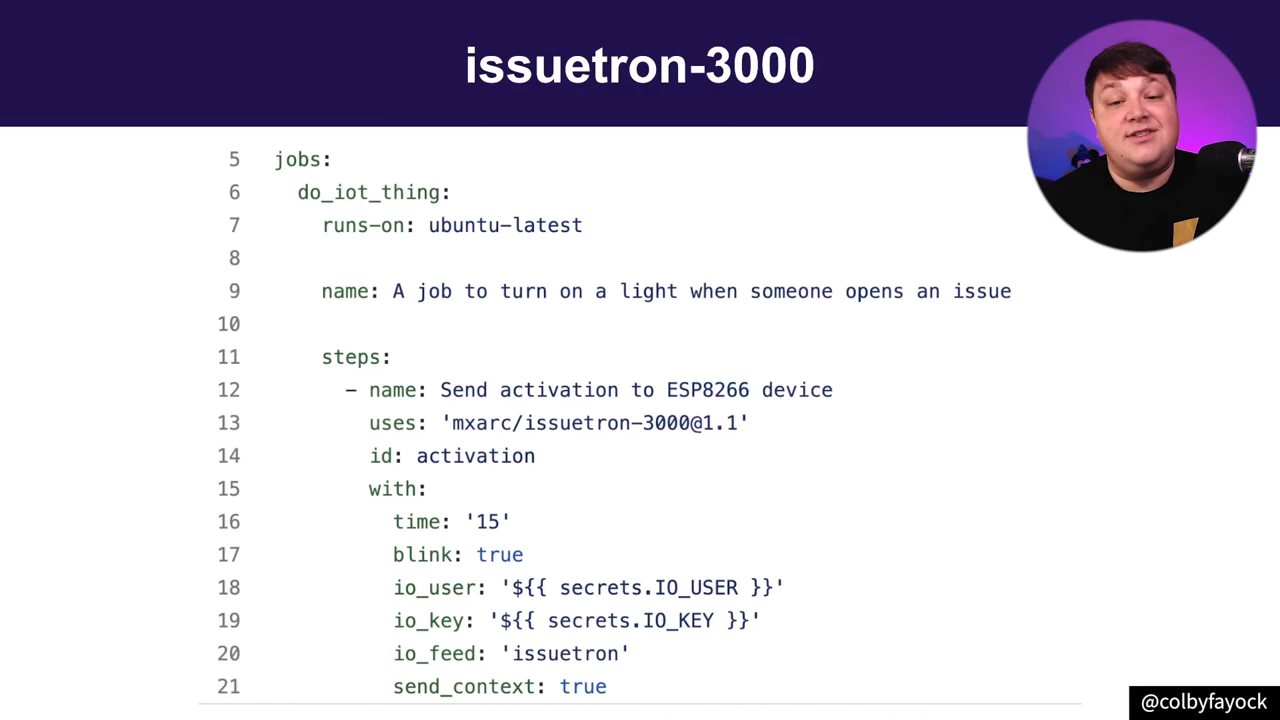 issuetron-3000
5 jobs:
6 do_iot_thing:
7 runs-on: ubuntu-latest
8
9 name: A job to turn on a light when someone opens an issue
10
11 steps:
12 - name: Send activation to ESP8266 device
13 uses: 'mxarc/issuetron-3000@1.1'
14 id: activation
15 with:
16 time: '15'
17 blink: true
18 io_user: '${{ secrets.IO_USER }}'
19 io_key: '${{ secrets.IO_KEY }}'
20 io_feed: 'issuetron'
21 send_context: true
@colbyfayock